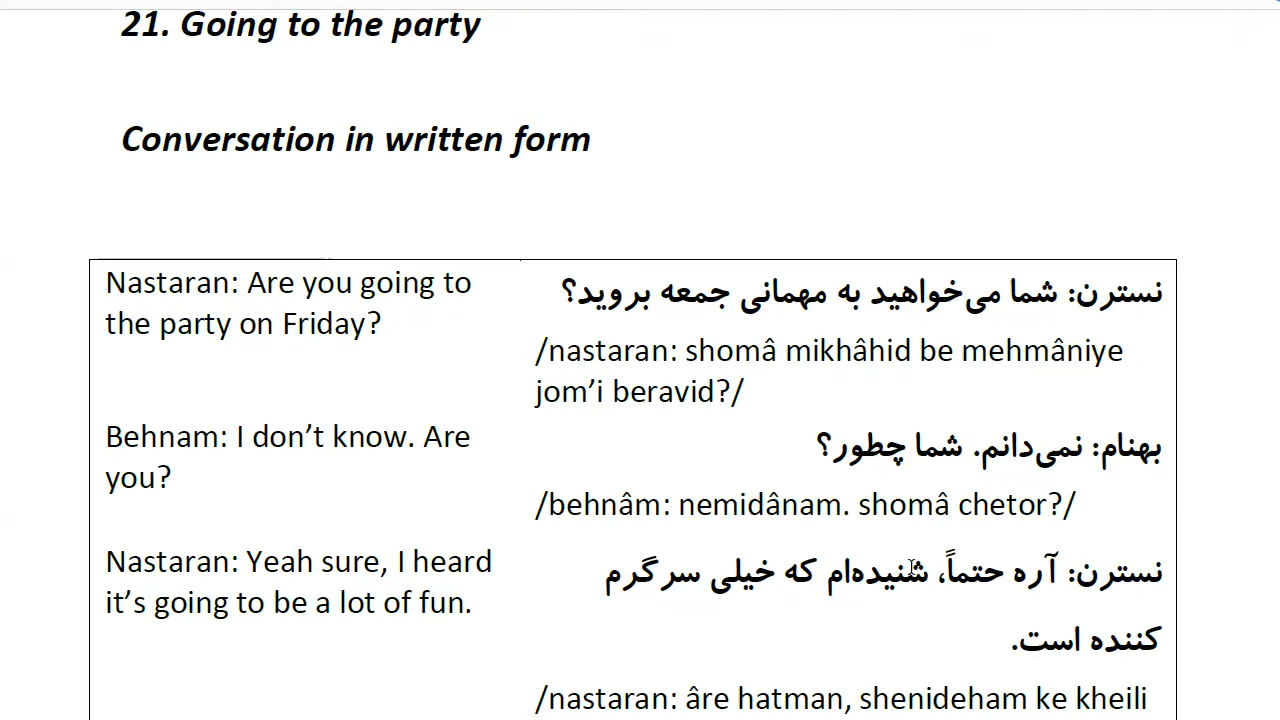 21. Going to the party
Conversation in written form
Nastaran: Are you going to
the party on Friday?
نسترن: شما می‌خواهید به مهمانی جمعه بروید؟
/nastaran: shomâ mikhâhid be mehmâniye
jom’i beravid?/
Behnam: I don’t know. Are
you?
بهنام: نمی‌دانم. شما چطور؟
/behnâm: nemidânam. shomâ chetor?/
Nastaran: Yeah sure, I heard
it’s going to be a lot of fun.
نسترن: آره حتماً، شنیده‌ام که خیلی سرگرم
کننده است.
/nastaran: âre hatman, shenideham ke kheili